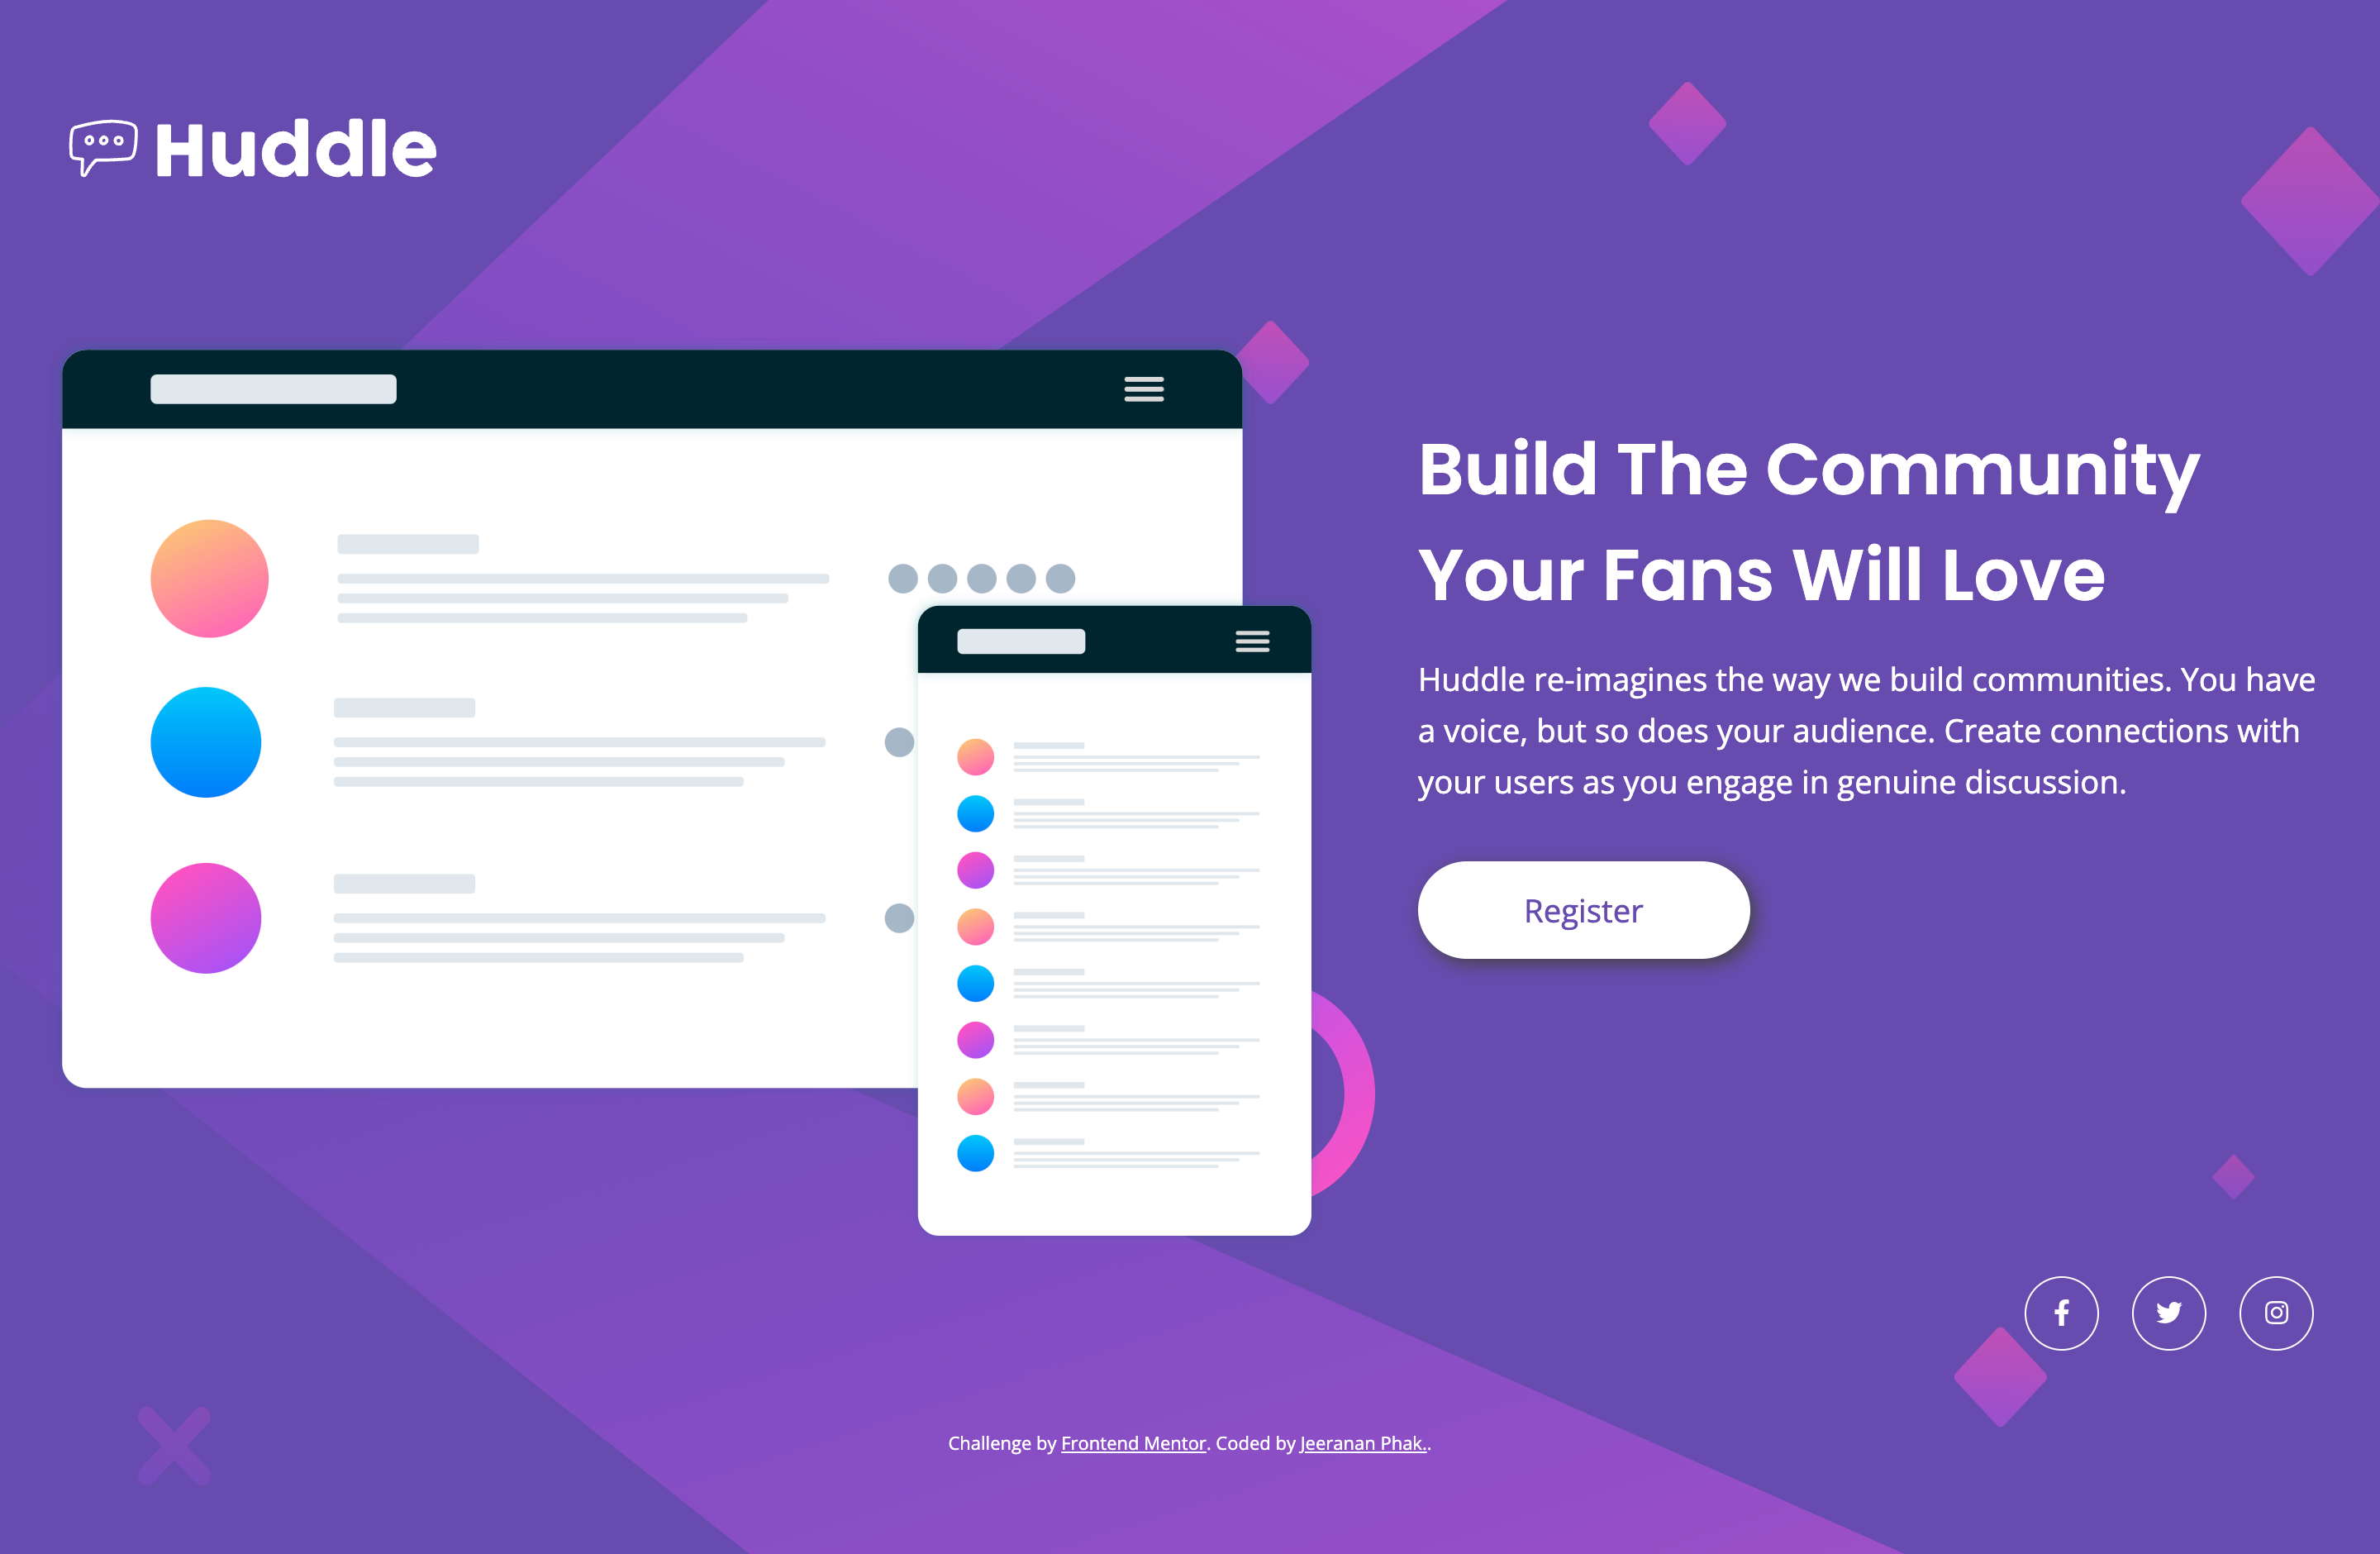 Huddle
Build The Community
Your Fans Will Love
Huddle re-imagines the way we build communities. You have
a voice, but so does your audience. Create connections with
your users as you engage in genuine discussion.
Register
Challenge by Frontend Mentor. Coded by Jeeranan Phak..